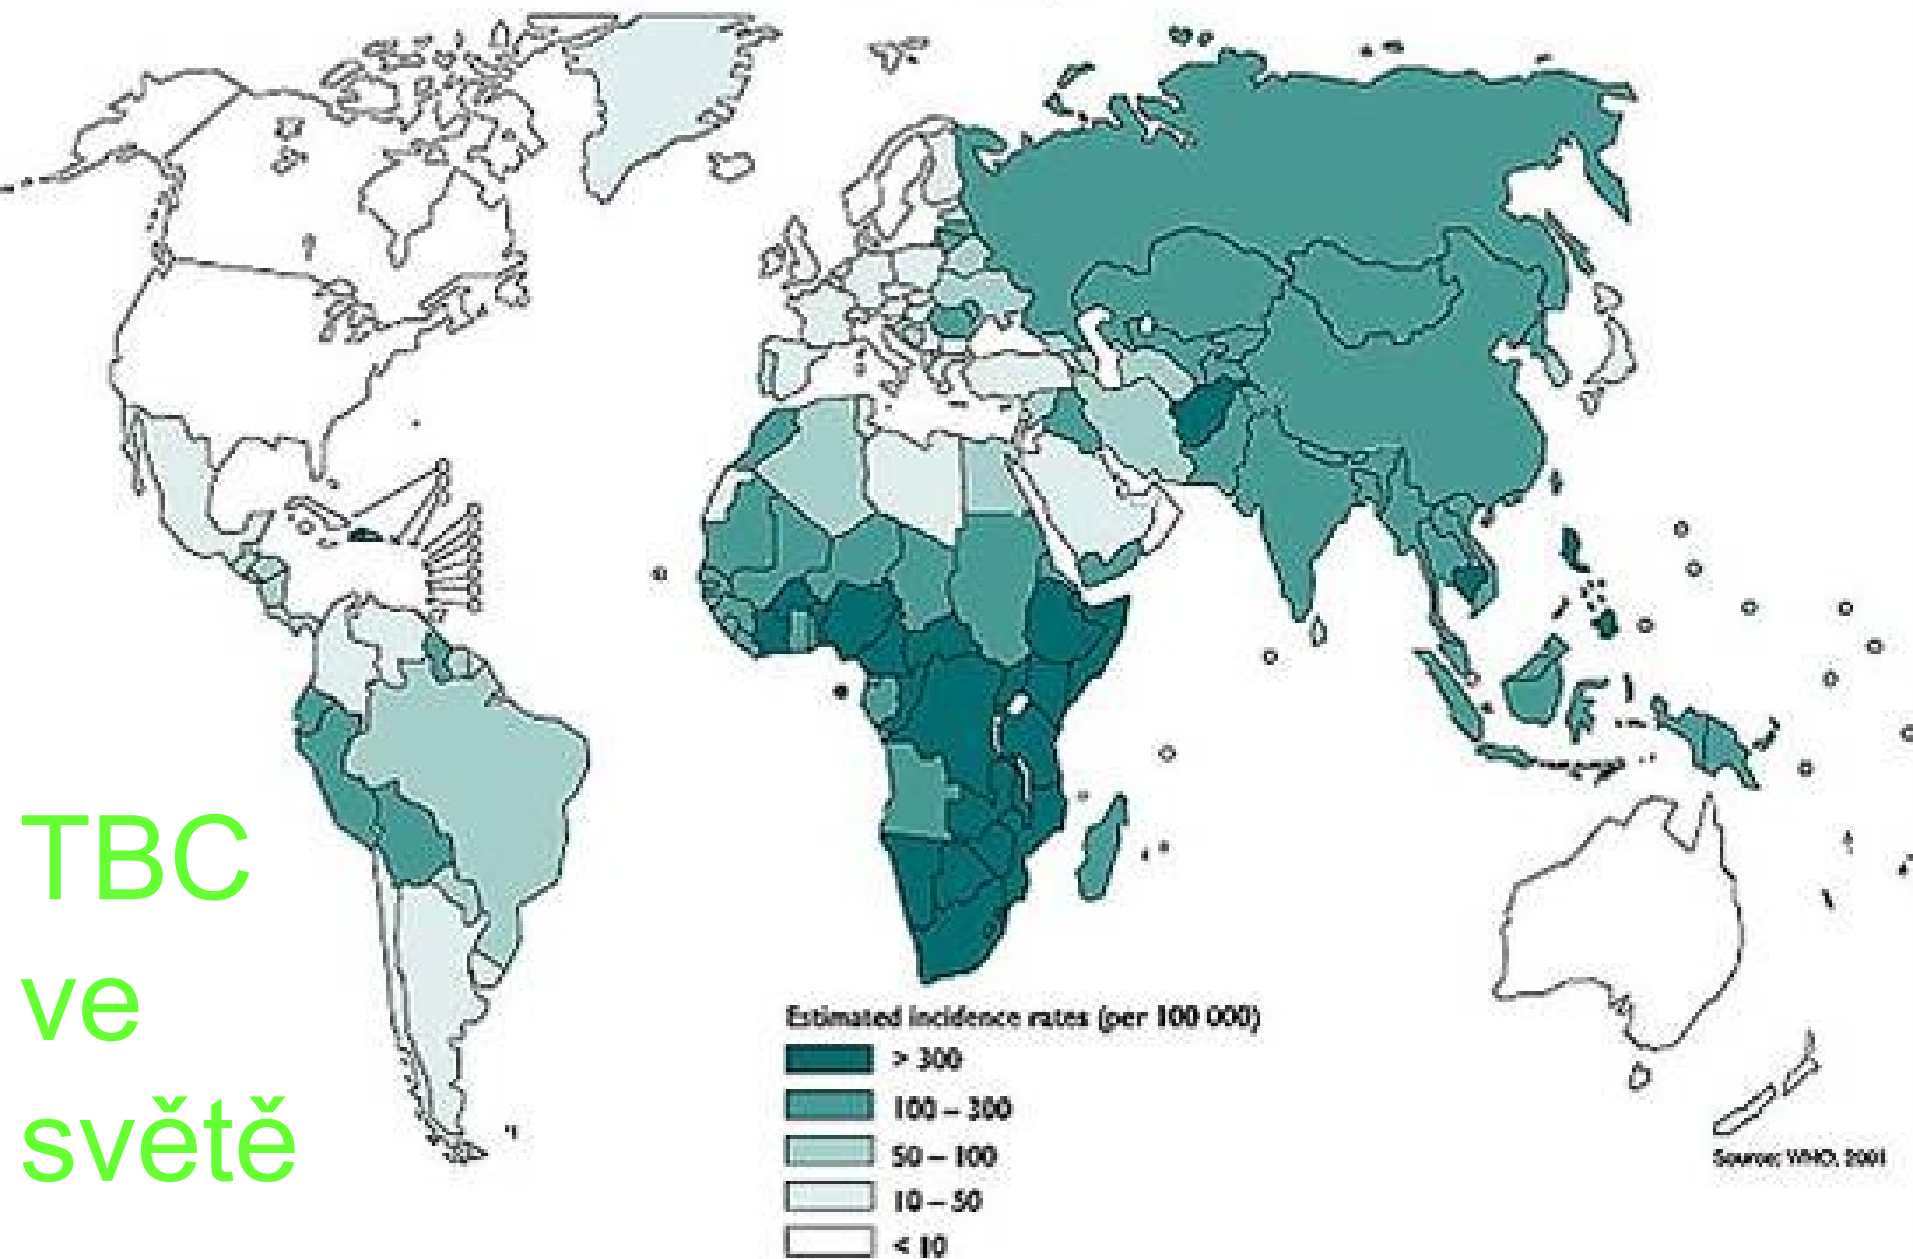 TBC
ve
světě
Estimated incidence rates (per 100 000)
> 300
100 – 300
50 – 100
10 – 50
< 10
Source: WHO, 2001